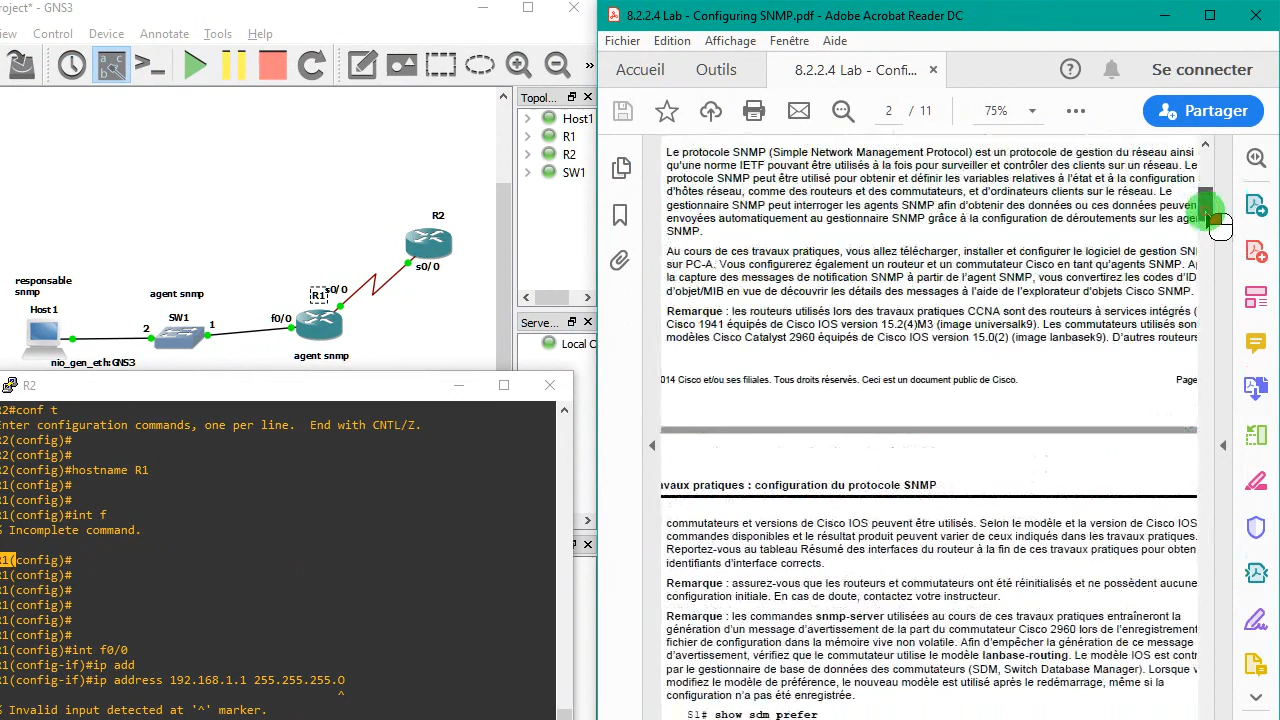 roject* - GNS3
iew
Control
Device
Annotate
Tools
Help
»
Topol...
Host1
R1
R2
SW1
Serve...
Local C
responsable
snmp
Host1
agent snmp
SW1
2
1
f0/0
R1
s0/0
agent snmp
nio_gen_eth:GNS3
R2
s0/0
R2
R2#conf t
Enter configuration commands, one per line.  End with CNTL/Z.
R2(config)#
R2(config)#
R2(config)#hostname R1
R1(config)#
R1(config)#
R1(config)#int f
% Incomplete command.
R1(config)#
R1(config)#
R1(config)#
R1(config)#
R1(config)#
R1(config)#
R1(config)#int f0/0
R1(config-if)#ip add
R1(config-if)#ip address 192.168.1.1 255.255.255.O
^
% Invalid input detected at '^' marker.
8.2.2.4 Lab - Configuring SNMP.pdf - Adobe Acrobat Reader DC
Fichier
Edition
Affichage
Fenêtre
Aide
Accueil
Outils
8.2.2.4 Lab - Confi...
Se connecter
2 / 11
75%
Partager
Le protocole SNMP (Simple Network Management Protocol) est un protocole de gestion du réseau ainsi
qu'une norme IETF pouvant être utilisés à la fois pour surveiller et contrôler des clients sur un réseau. Le
protocole SNMP peut être utilisé pour obtenir et définir les variables relatives à l'état et à la configuration
d'hôtes réseau, comme des routeurs et des commutateurs, et d'ordinateurs clients sur le réseau. Le
gestionnaire SNMP peut interroger les agents SNMP afin d'obtenir des données ou ces données peuven
envoyées automatiquement au gestionnaire SNMP grâce à la configuration de déroutements sur les age
SNMP.
Au cours de ces travaux pratiques, vous allez télécharger, installer et configurer le logiciel de gestion SN
sur PC-A. Vous configurerez également un routeur et un commutateur Cisco en tant qu'agents SNMP. A
la capture des messages de notification SNMP à partir de l'agent SNMP, vous convertirez les codes d'ID
d'objet/MIB en vue de découvrir les détails des messages à l'aide de l'explorateur d'objets Cisco SNMP.
Remarque : les routeurs utilisés lors des travaux pratiques CCNA sont des routeurs à services intégrés (
Cisco 1941 équipés de Cisco IOS version 15.2(4)M3 (image universalk9). Les commutateurs utilisés son
modèles Cisco Catalyst 2960 équipés de Cisco IOS version 15.0(2) (image lanbasek9). D'autres routeurs
014 Cisco et/ou ses filiales. Tous droits réservés. Ceci est un document public de Cisco.
Page
avaux pratiques : configuration du protocole SNMP
commutateurs et versions de Cisco IOS peuvent être utilisés. Selon le modèle et la version de Cisco IOS
commandes disponibles et le résultat produit peuvent varier de ceux indiqués dans les travaux pratiques.
Reportez-vous au tableau Résumé des interfaces du routeur à la fin de ces travaux pratiques pour obten
identifiants d'interface corrects.
Remarque : assurez-vous que les routeurs et commutateurs ont été réinitialisés et ne possèdent aucune
configuration initiale. En cas de doute, contactez votre instructeur.
Remarque : les commandes snmp-server utilisées au cours de ces travaux pratiques entraîneront la
génération d'un message d'avertissement de la part du commutateur Cisco 2960 lors de l'enregistrement
fichier de configuration dans la mémoire vive non volatile. Afin d'empêcher la génération de ce message
d'avertissement, vérifiez que le commutateur utilise le modèle lanbase-routing. Le modèle IOS est contr
par le gestionnaire de base de données des commutateurs (SDM, Switch Database Manager). Lorsque v
modifiez le modèle de préférence, le nouveau modèle est utilisé après le redémarrage, même si la
configuration n'a pas été enregistrée.
S1# show sdm prefer